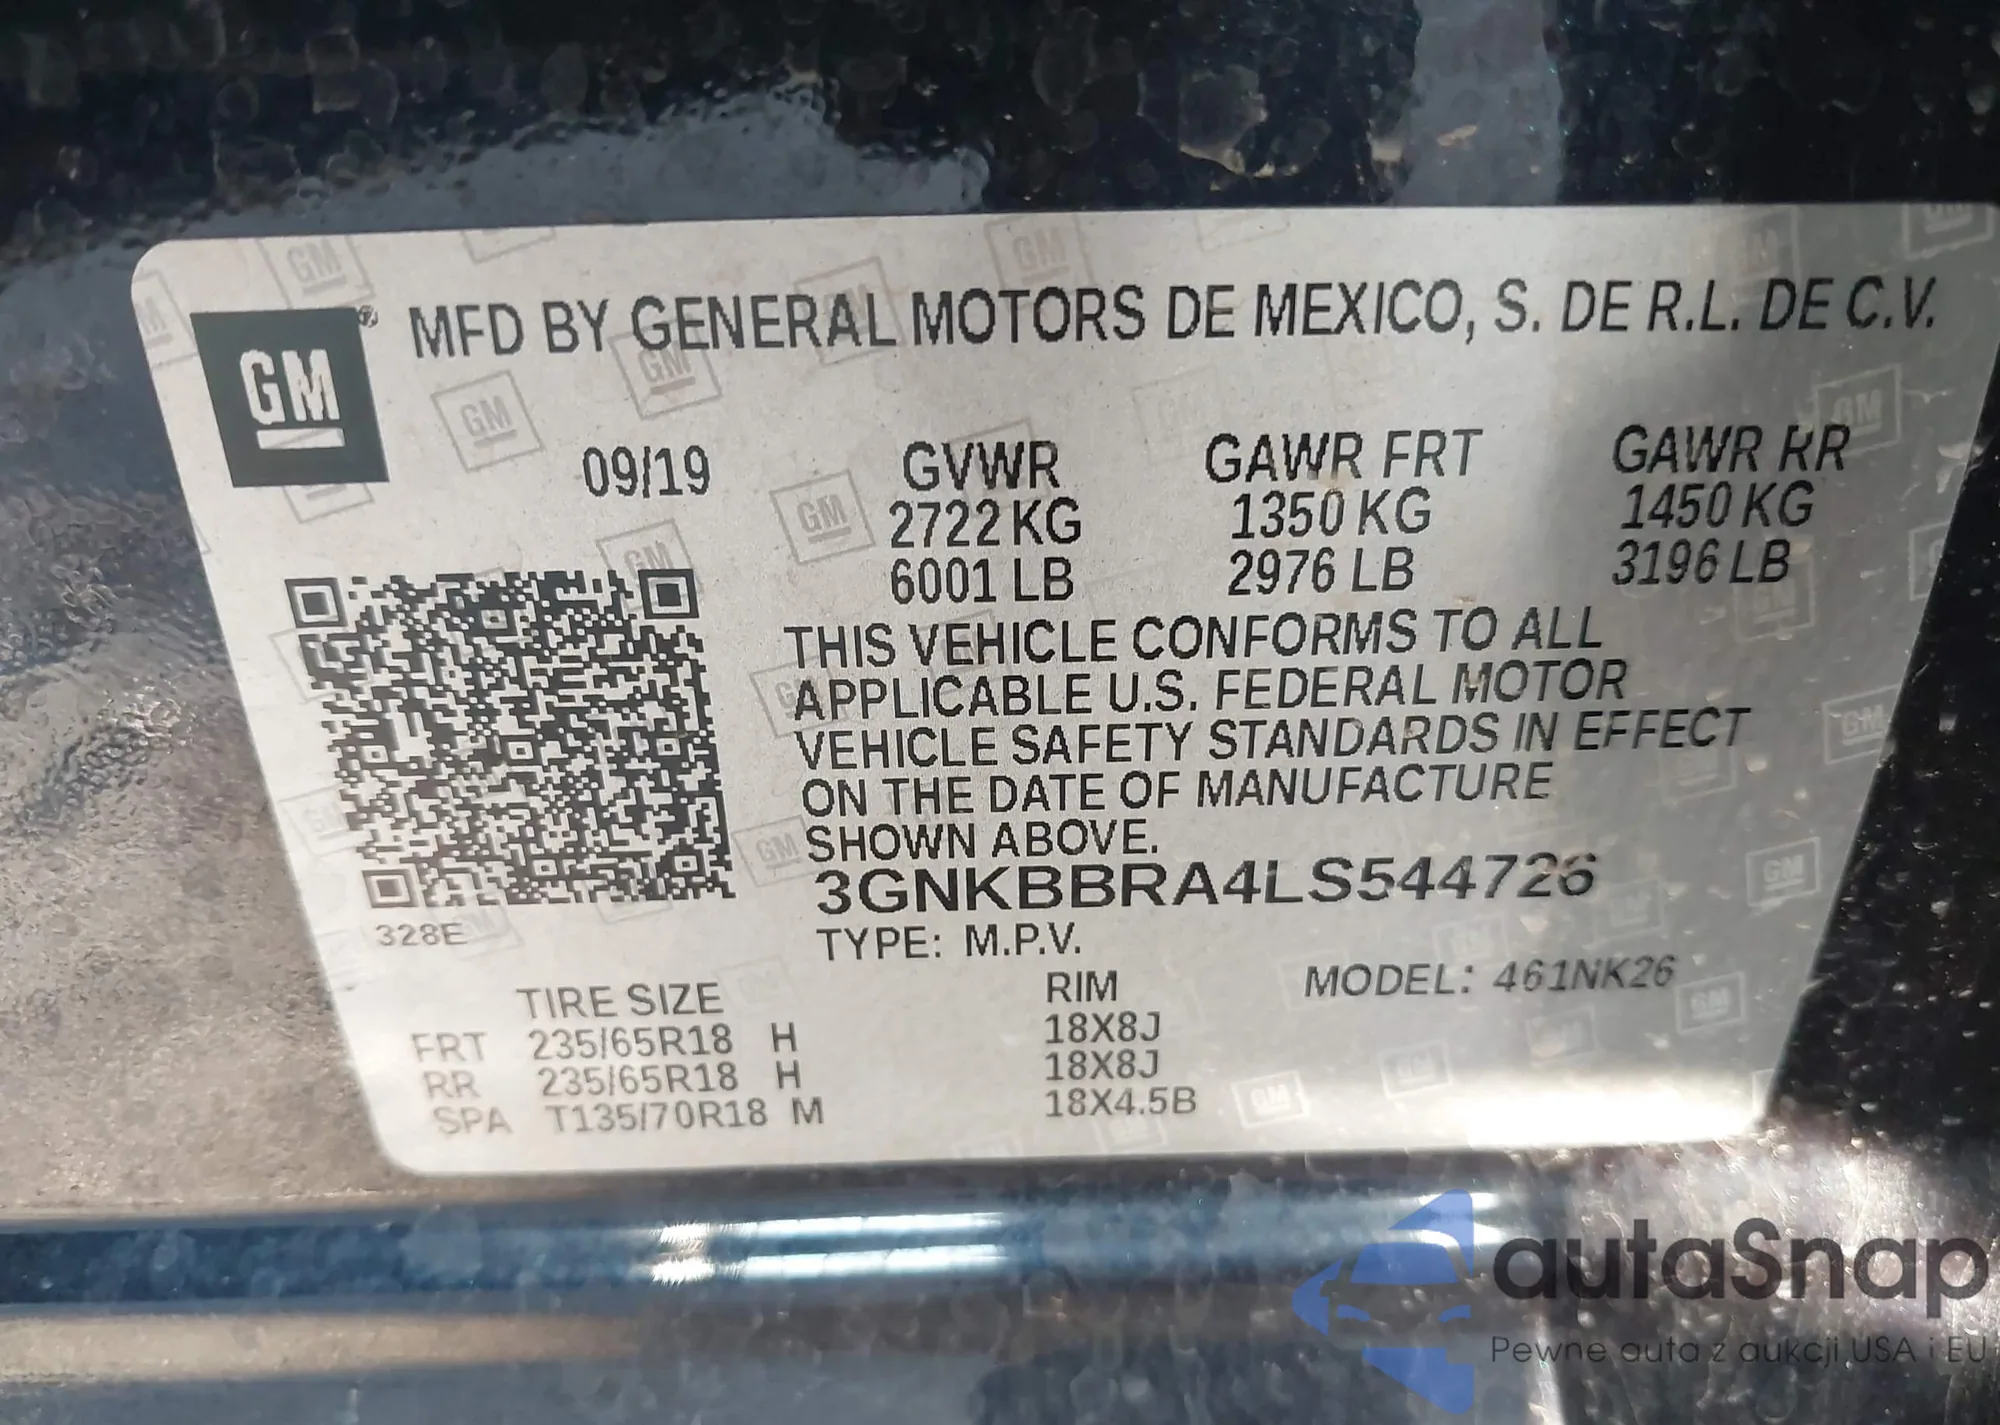 GM ® MFD BY GENERAL MOTORS DE MEXICO, S. DE R.L. DE C.V.
09/19 GVWR GAWR FRT GAWR RR
2722 KG 1350 KG 1450 KG
6001 LB 2976 LB 3196 LB
THIS VEHICLE CONFORMS TO ALL
APPLICABLE U.S. FEDERAL MOTOR
VEHICLE SAFETY STANDARDS IN EFFECT
ON THE DATE OF MANUFACTURE
SHOWN ABOVE.
3GNKBBRA4LS544726
328E
TYPE: M.P.V.
TIRE SIZE RIM MODEL: 461NK26
FRT 235/65R18 H 18X8J
RR 235/65R18 H 18X8J
SPA T135/70R18 M 18X4.5B
autaSnap
Pewne auta z aukcji USA i EU